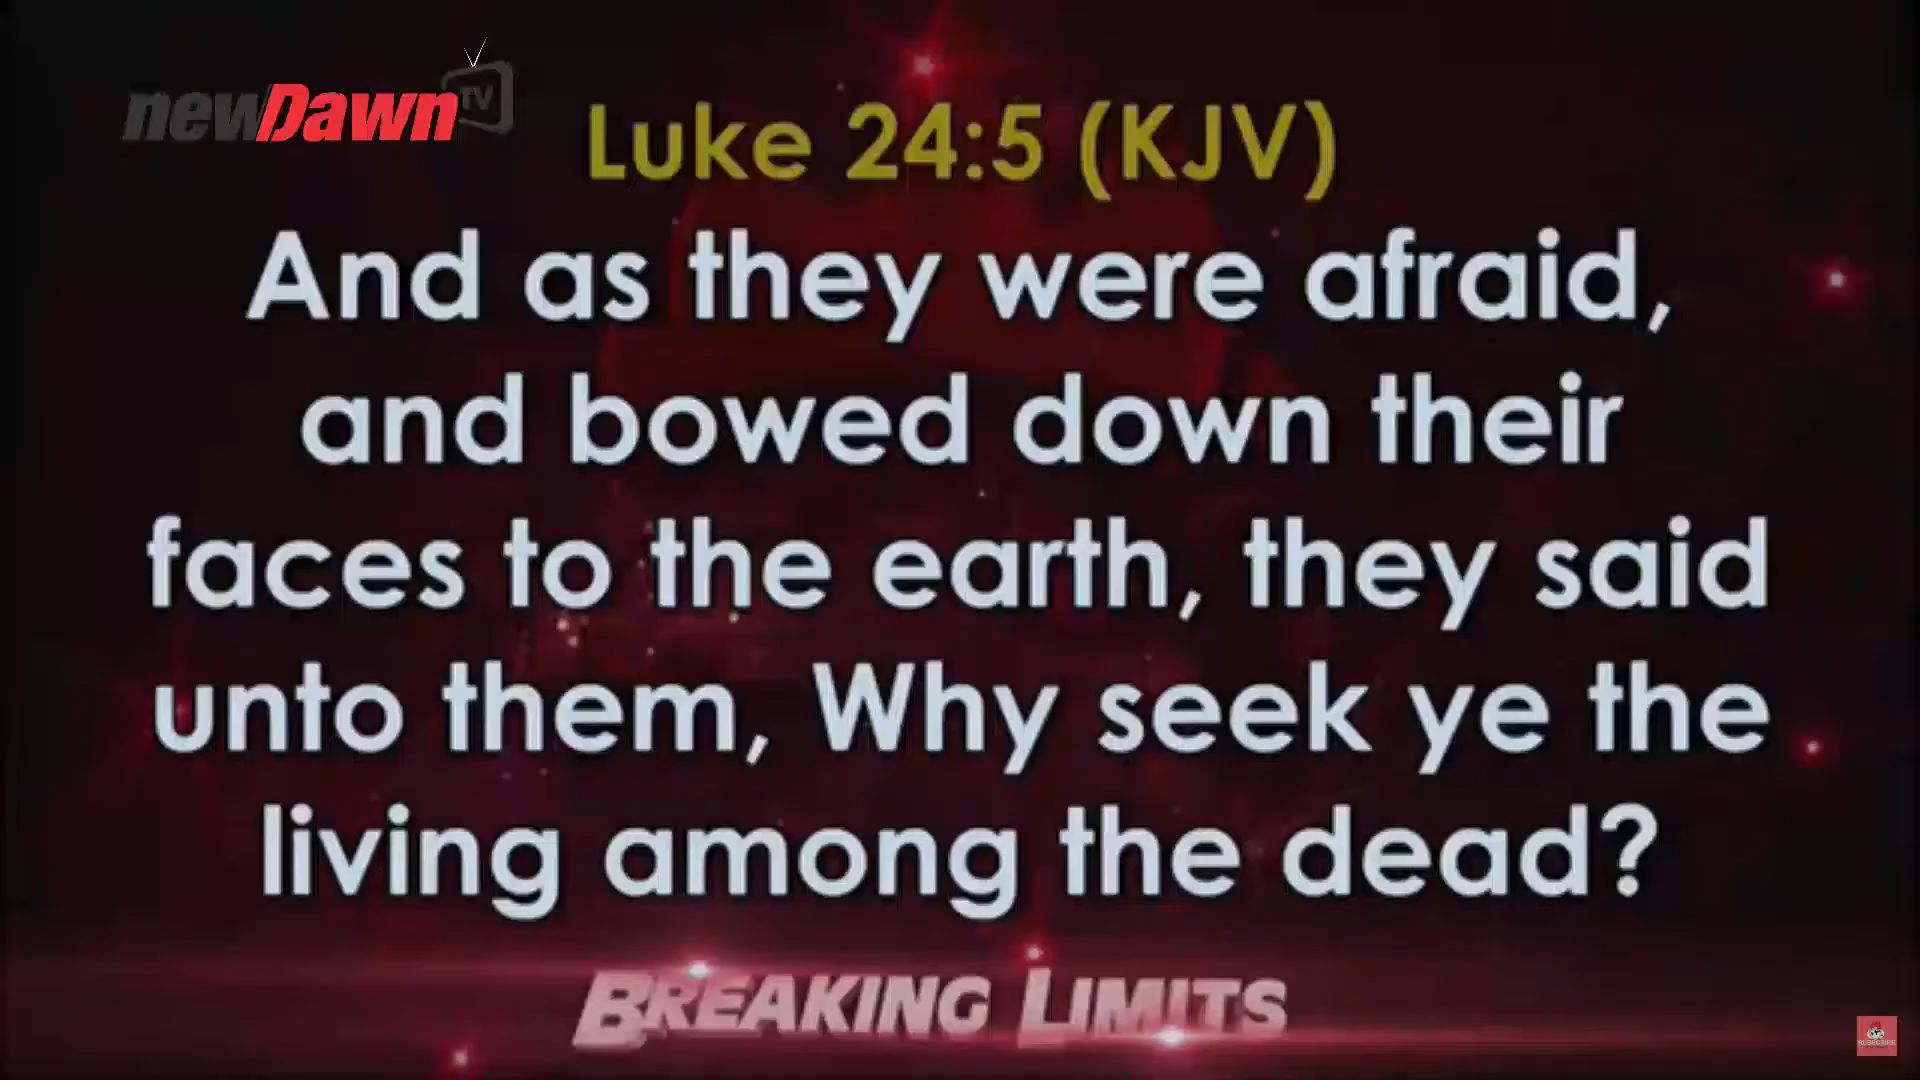 newDawn TV
Luke 24:5 (KJV)
And as they were afraid,
and bowed down their
faces to the earth, they said
unto them, Why seek ye the
living among the dead?
BREAKING LIMITS
SUBSCRIBE